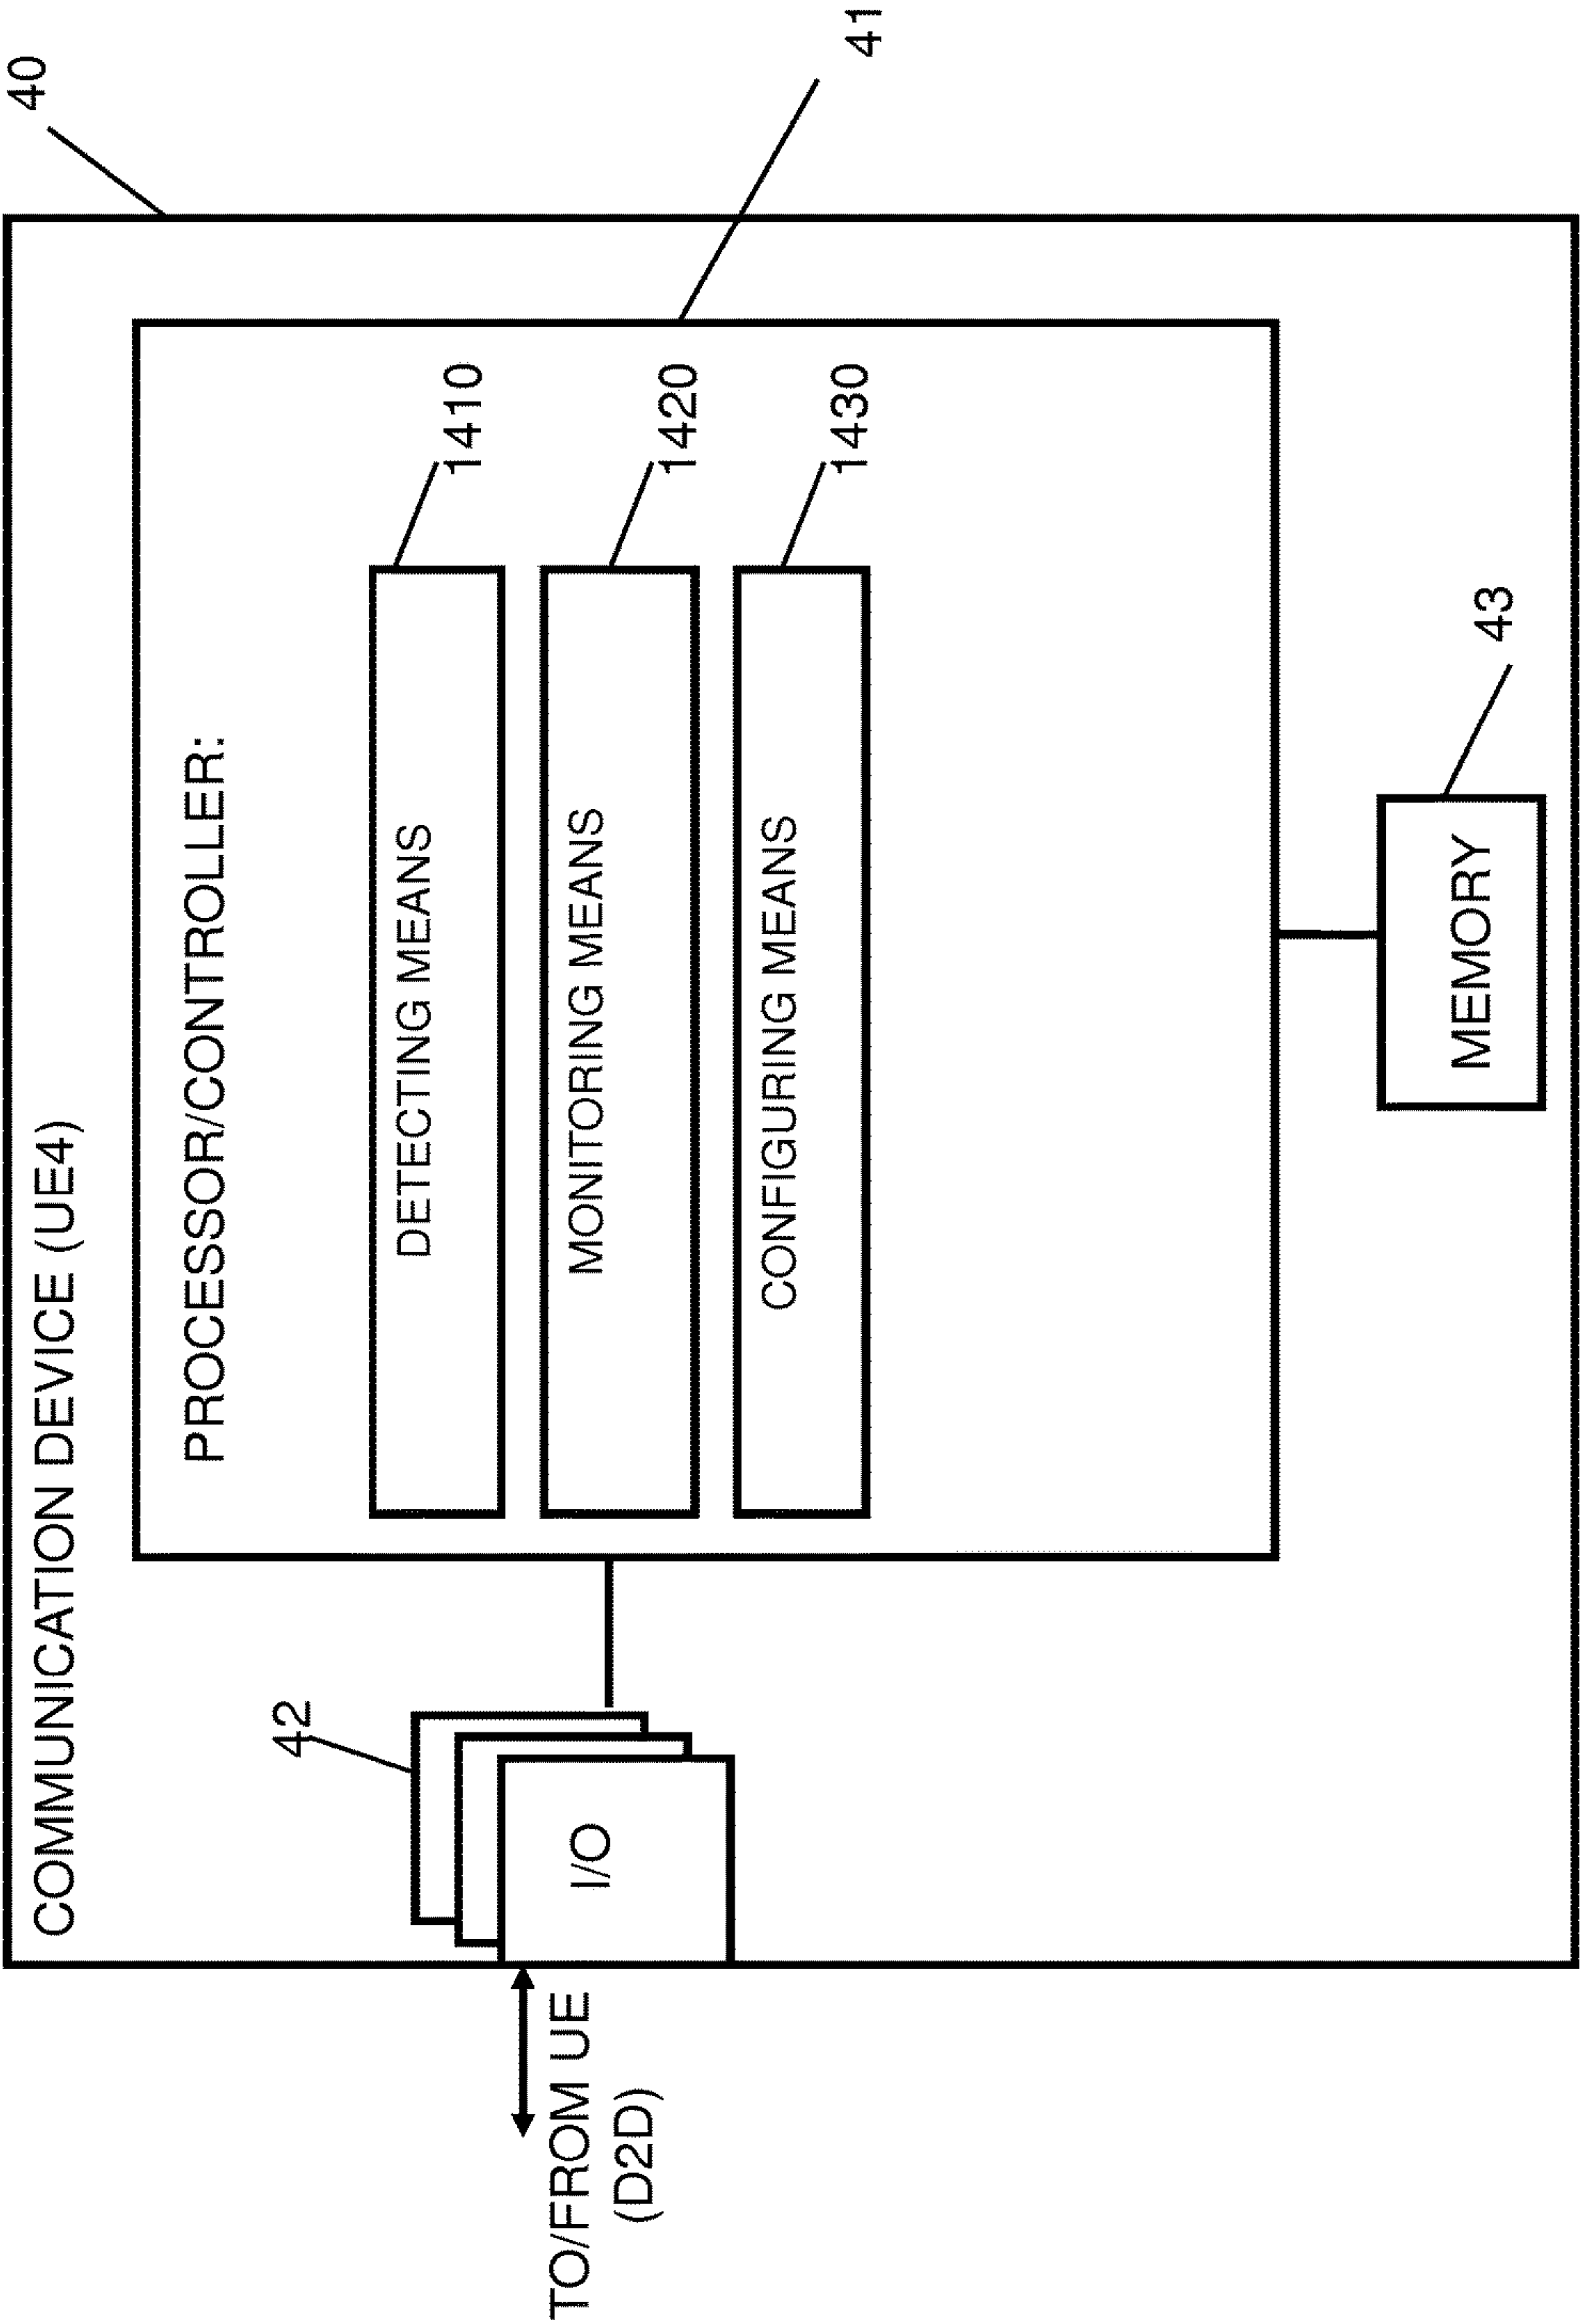 40
COMMUNICATION DEVICE (UE4)
41
PROCESSOR/CONTROLLER:
42
1410
DETECTING MEANS
1420
MONITORING MEANS
1430
CONFIGURING MEANS
I/O
TO/FROM UE
(D2D)
43
MEMORY